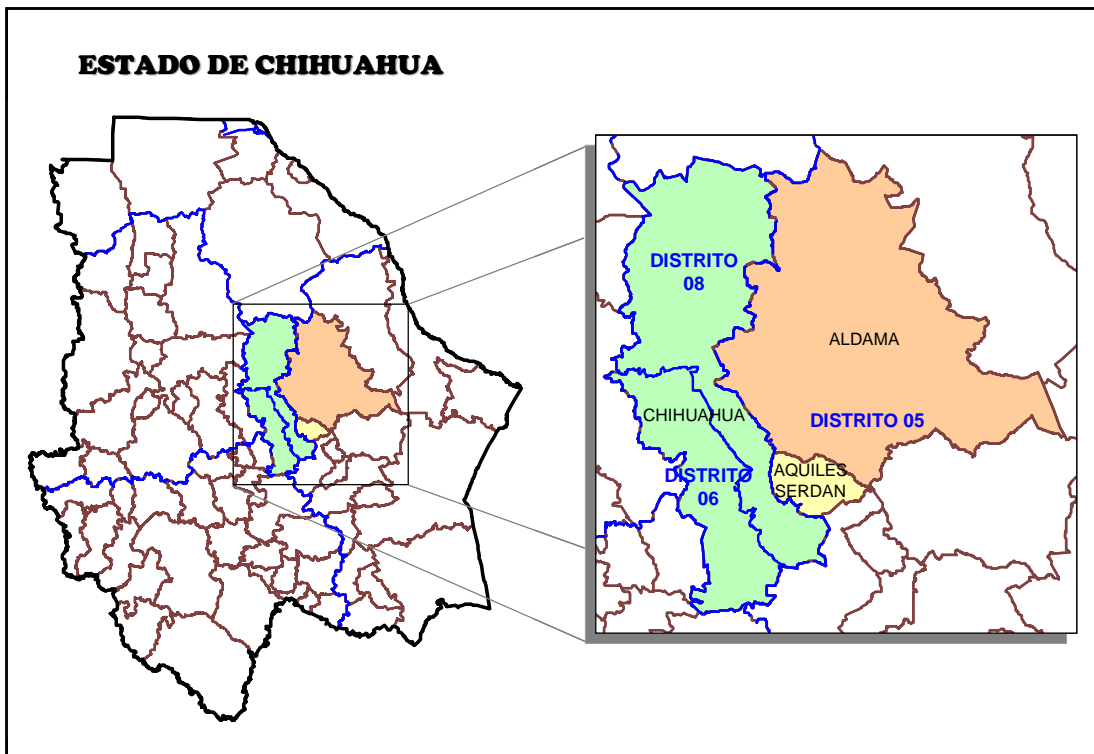 ESTADO DE CHIHUAHUA
DISTRITO
08
ALDAMA
CHIHUAHUA
DISTRITO 05
AQUILES
SERDAN
DISTRITO
06